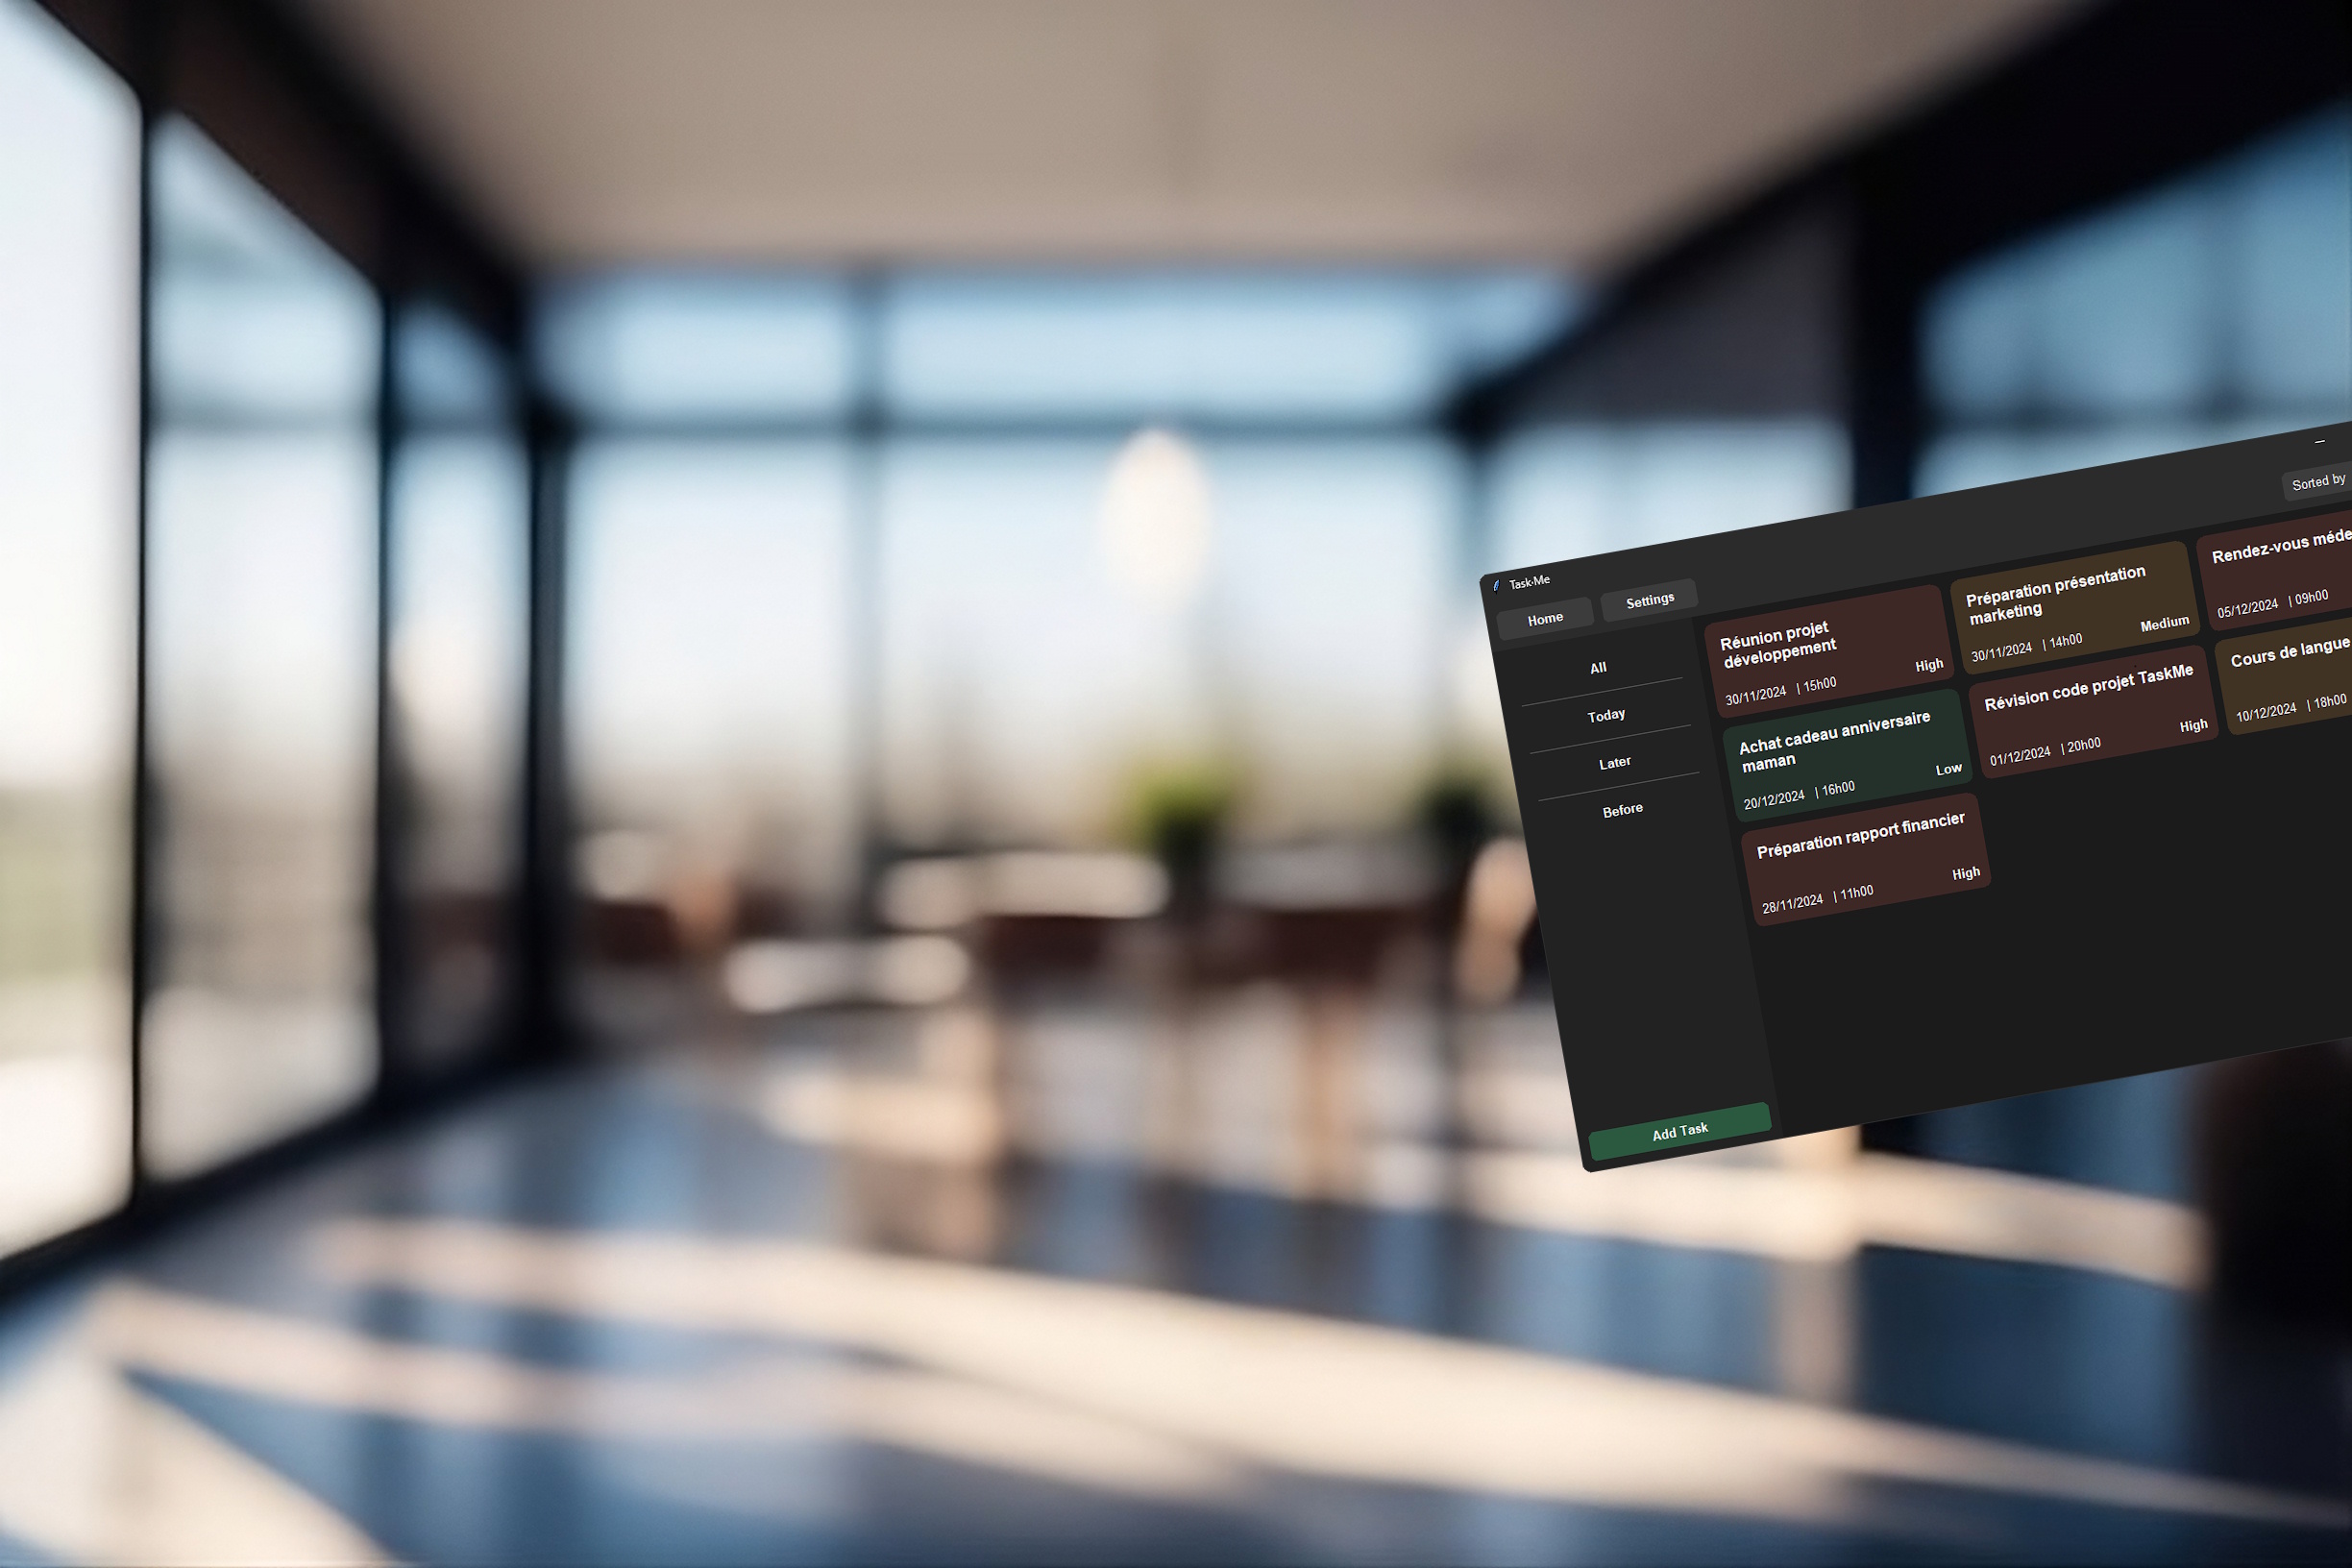 Task-Me
Home
Settings
Sorted by
All
Today
Later
Before
Add Task
Réunion projet
développement
30/11/2024 | 15h00
High
Préparation présentation
marketing
30/11/2024 | 14h00
Medium
Rendez-vous
05/12/2024 | 09h00
Achat cadeau anniversaire
maman
20/12/2024 | 16h00
Low
Révision code projet TaskMe
01/12/2024 | 20h00
High
Cours de langue
10/12/2024 | 18h00
Préparation rapport financier
28/11/2024 | 11h00
High